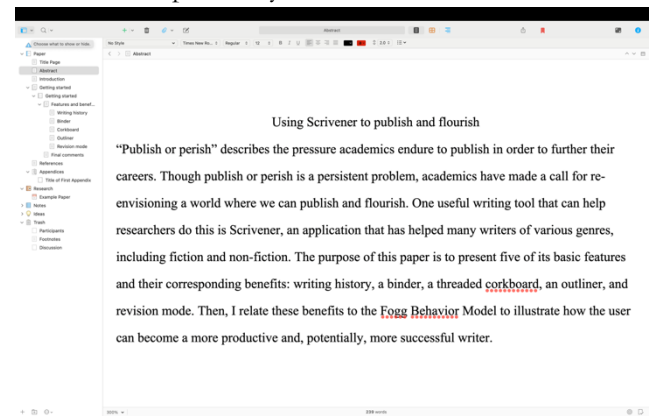 Abstract
No Style
Times New Ro...
Regular
12
B I U
2.0
Abstract
Choose what to show or hide.
Paper
Title Page
Abstract
Introduction
Getting started
Getting started
Features and benef...
Writing history
Binder
Corkboard
Outliner
Revision mode
Final comments
References
Appendices
Title of First Appendix
Research
Example Paper
Notes
Ideas
Trash
Participants
Footnotes
Discussion
Using Scrivener to publish and flourish
“Publish or perish” describes the pressure academics endure to publish in order to further their
careers. Though publish or perish is a persistent problem, academics have made a call for re-
envisioning a world where we can publish and flourish. One useful writing tool that can help
researchers do this is Scrivener, an application that has helped many writers of various genres,
including fiction and non-fiction. The purpose of this paper is to present five of its basic features
and their corresponding benefits: writing history, a binder, a threaded corkboard, an outliner, and
revision mode. Then, I relate these benefits to the Fogg Behavior Model to illustrate how the user
can become a more productive and, potentially, more successful writer.
239 words